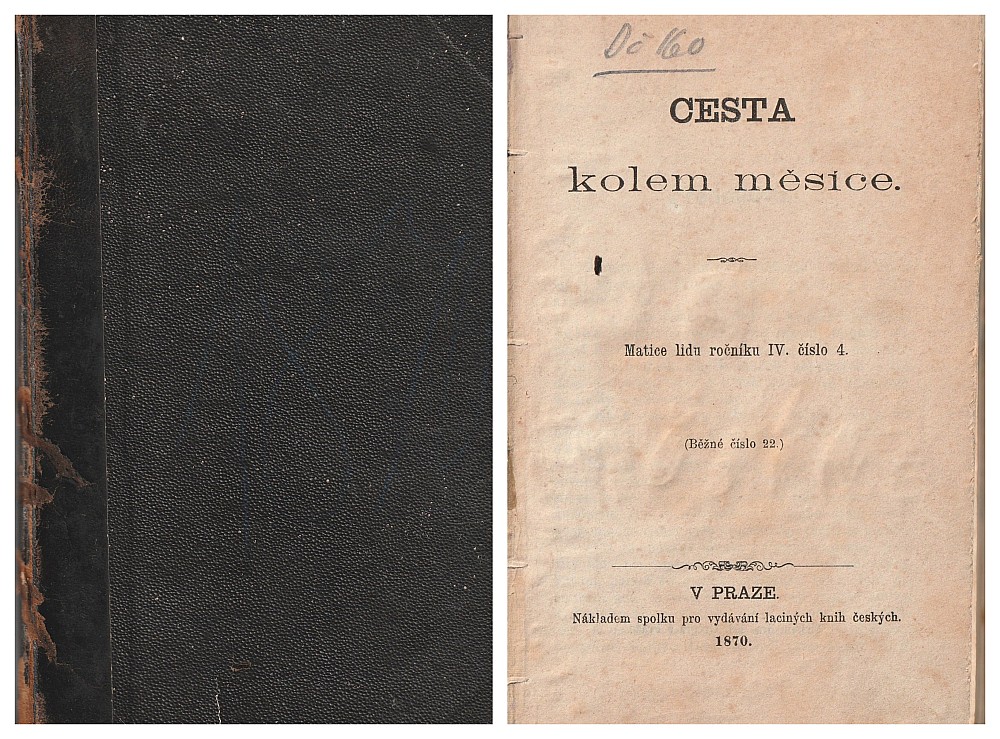 Dč 160
CESTA
kolem měsíce.
Matice lidu ročníku IV. číslo 4.
(Běžné číslo 22.)
V PRAZE.
Nákladem spolku pro vydávání laciných knih českých.
1870.